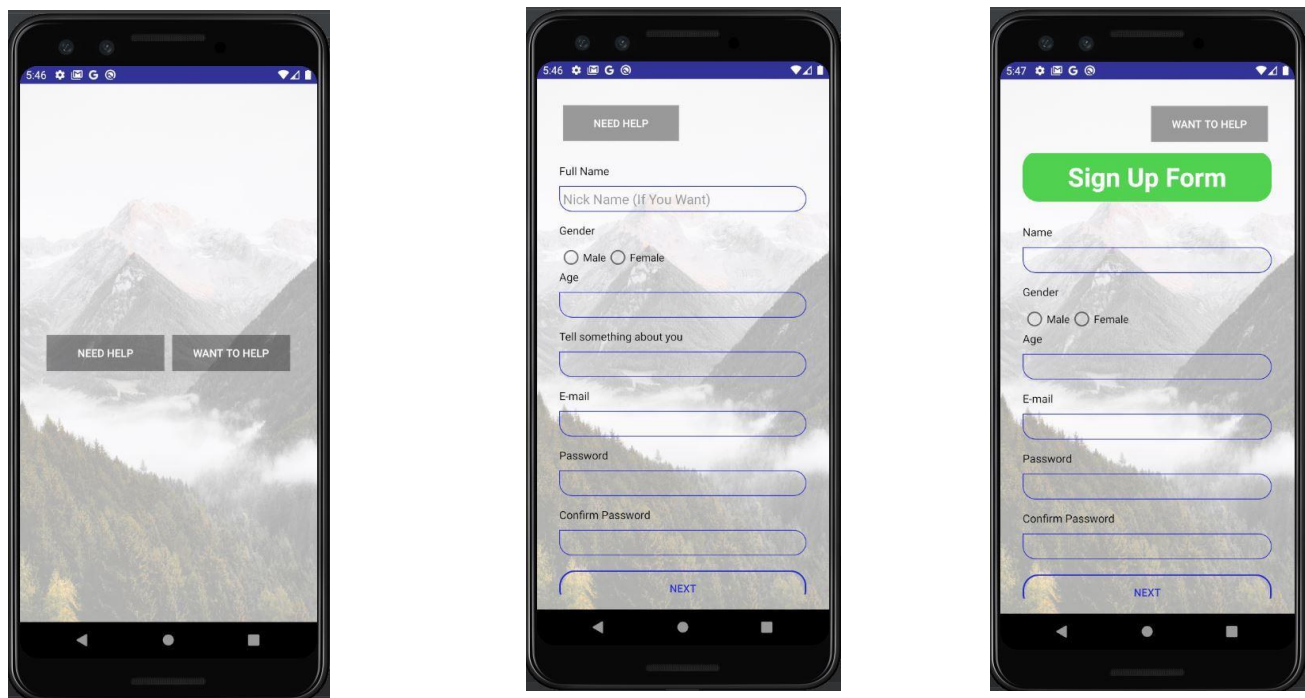 5:46 G
NEED HELP WANT TO HELP
5:46 G
NEED HELP
Full Name
Nick Name (If You Want)
Gender
Male Female
Age
Tell something about you
E-mail
Password
Confirm Password
NEXT
5:47 G
WANT TO HELP
Sign Up Form
Name
Gender
Male Female
Age
E-mail
Password
Confirm Password
NEXT